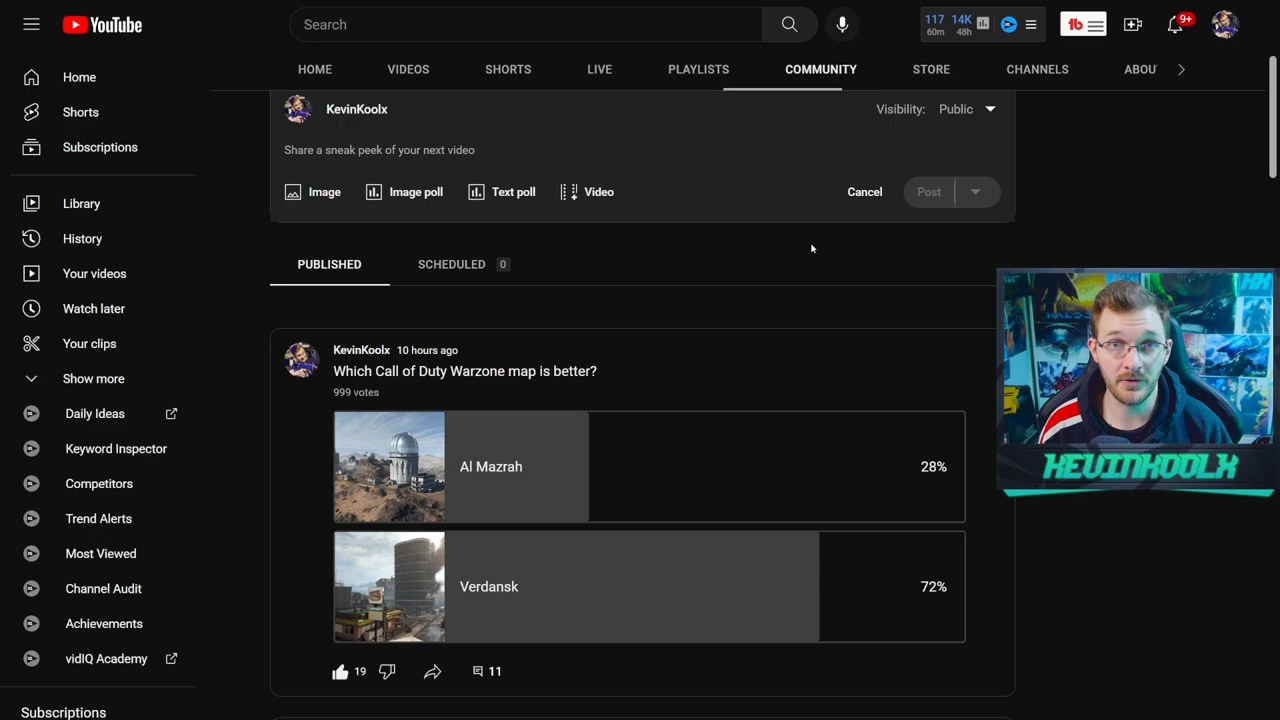 YouTube
Search
117 14K
60m 48h
9+
HOME VIDEOS SHORTS LIVE PLAYLISTS COMMUNITY STORE CHANNELS ABOU
Home
Shorts
Subscriptions
Library
History
Your videos
Watch later
Your clips
Show more
Daily Ideas
Keyword Inspector
Competitors
Trend Alerts
Most Viewed
Channel Audit
Achievements
vidIQ Academy
Subscriptions
KevinKoolx
Visibility: Public
Share a sneak peek of your next video
Image Image poll Text poll Video
Cancel Post
PUBLISHED SCHEDULED 0
KevinKoolx 10 hours ago
Which Call of Duty Warzone map is better?
999 votes
Al Mazrah 28%
Verdansk 72%
19 11
KEVINKOOLX